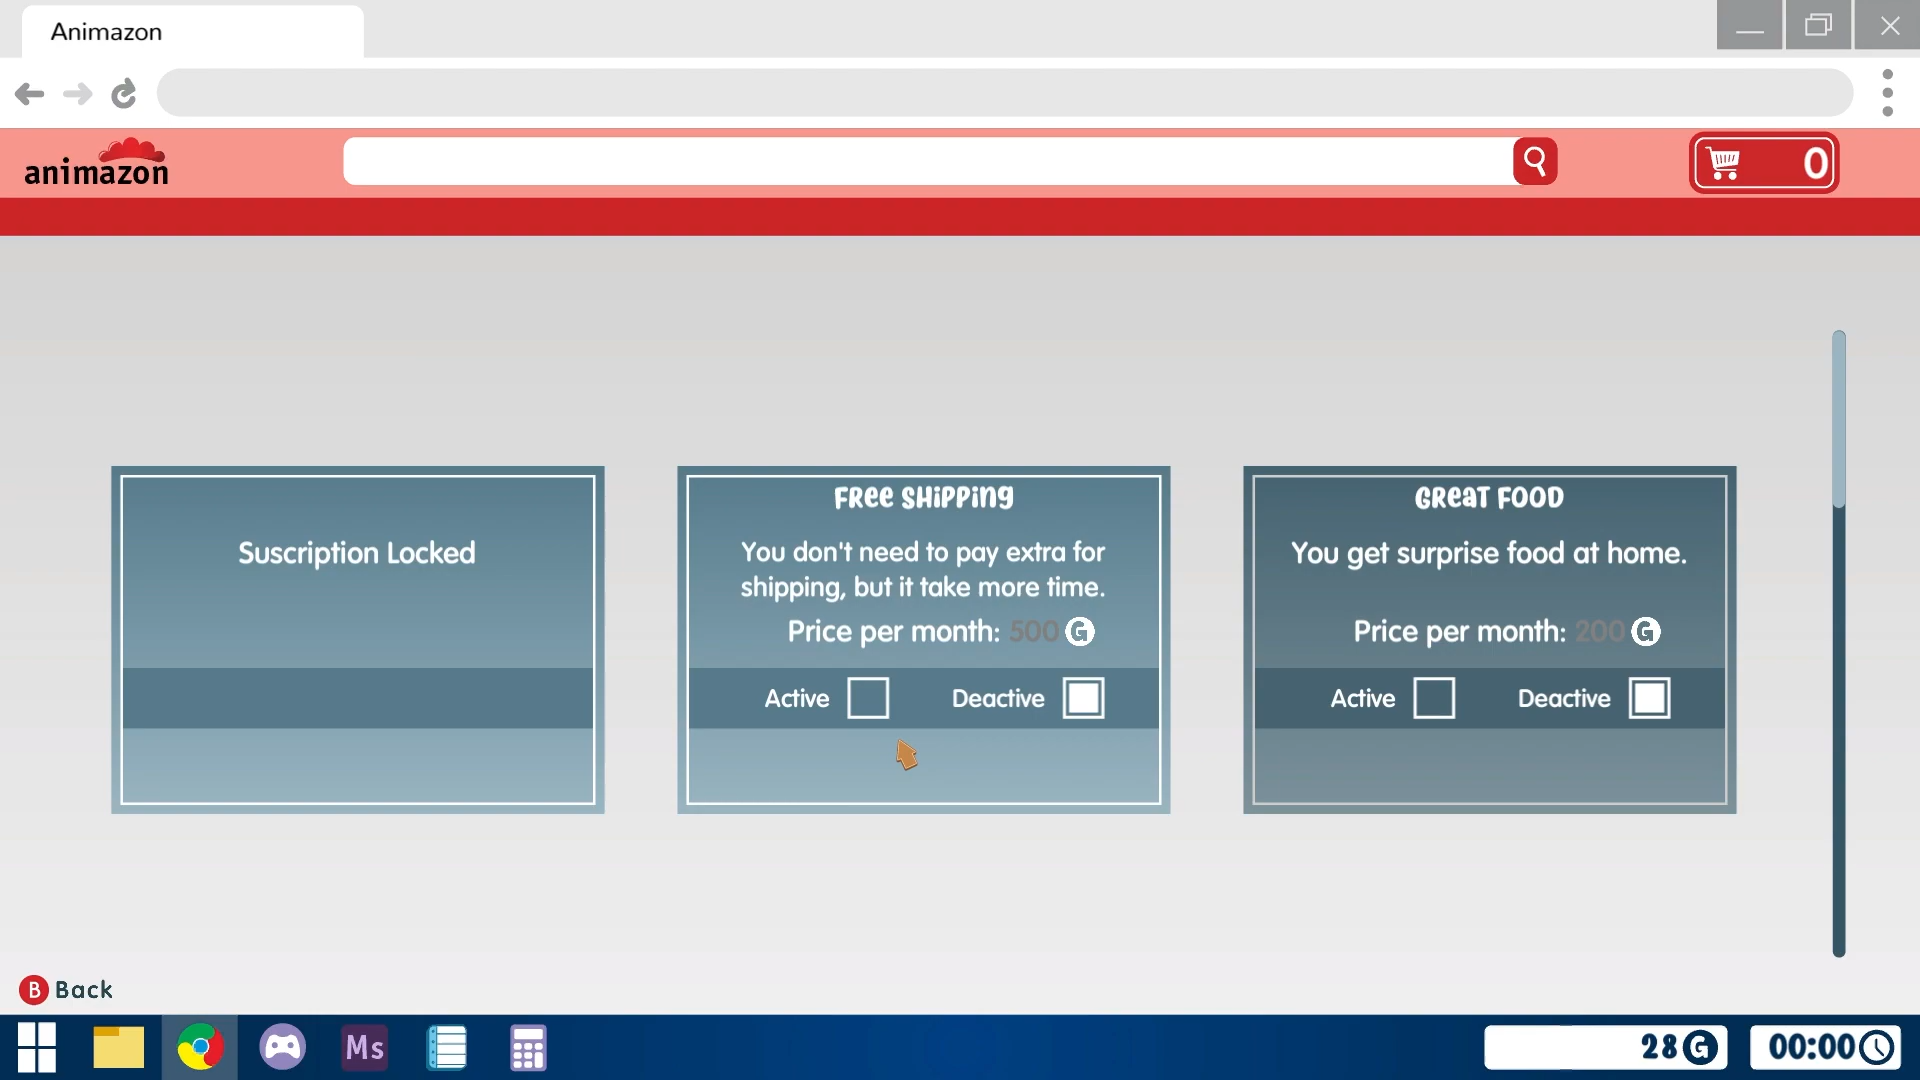 Animazon
animazon
0
Suscription Locked
FREE SHIPPING
You don't need to pay extra for
shipping, but it take more time.
Price per month: 500 G
Active
Deactive
GREAT FOOD
You get surprise food at home.
Price per month: 200 G
Active
Deactive
B Back
Ms
28 G
00:00